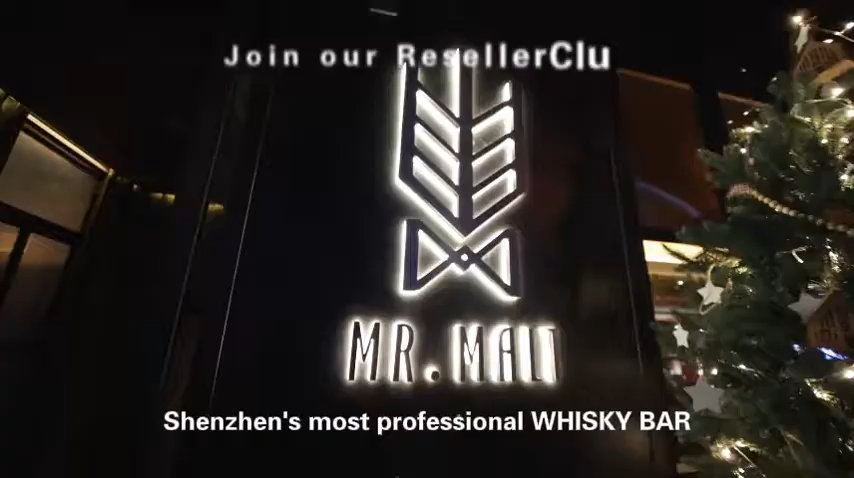 Join our ResellerClu
MR. MALT
Shenzhen's most professional WHISKY BAR